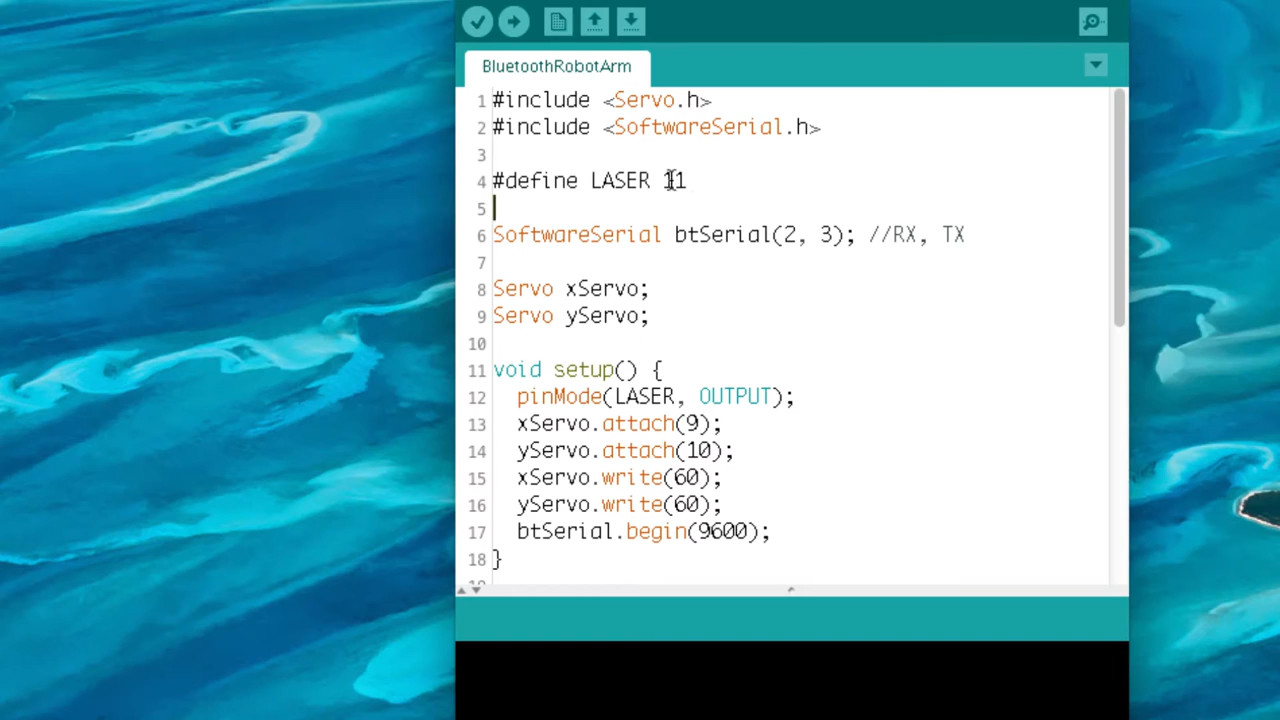 BluetoothRobotArm
1 #include <Servo.h>
2 #include <SoftwareSerial.h>
3
4 #define LASER 11
5
6 SoftwareSerial btSerial(2, 3); //RX, TX
7
8 Servo xServo;
9 Servo yServo;
10
11 void setup() {
12 pinMode(LASER, OUTPUT);
13 xServo.attach(9);
14 yServo.attach(10);
15 xServo.write(60);
16 yServo.write(60);
17 btSerial.begin(9600);
18 }